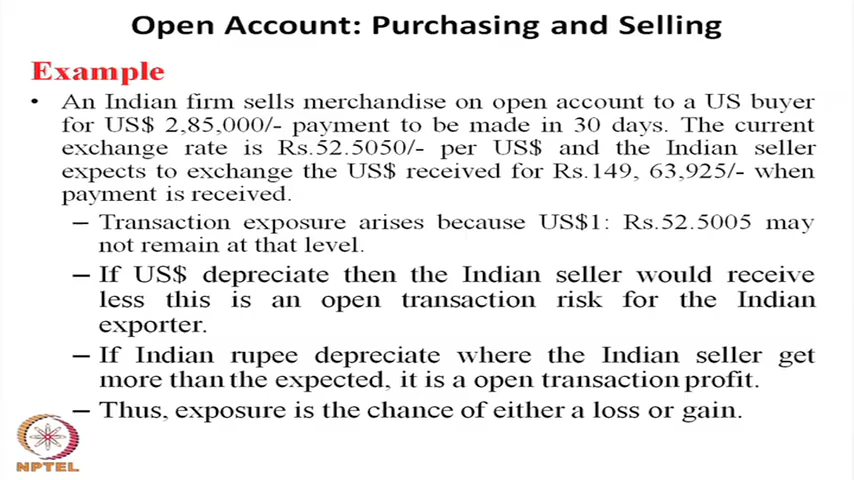 Open Account: Purchasing and Selling
Example
• An Indian firm sells merchandise on open account to a US buyer
for US$ 2,85,000/- payment to be made in 30 days. The current
exchange rate is Rs.52.5050/- per US$ and the Indian seller
expects to exchange the US$ received for Rs.149, 63,925/- when
payment is received.
– Transaction exposure arises because US$1: Rs.52.5005 may
not remain at that level.
– If US$ depreciate then the Indian seller would receive
less this is an open transaction risk for the Indian
exporter.
– If Indian rupee depreciate where the Indian seller get
more than the expected, it is a open transaction profit.
– Thus, exposure is the chance of either a loss or gain.
NPTEL